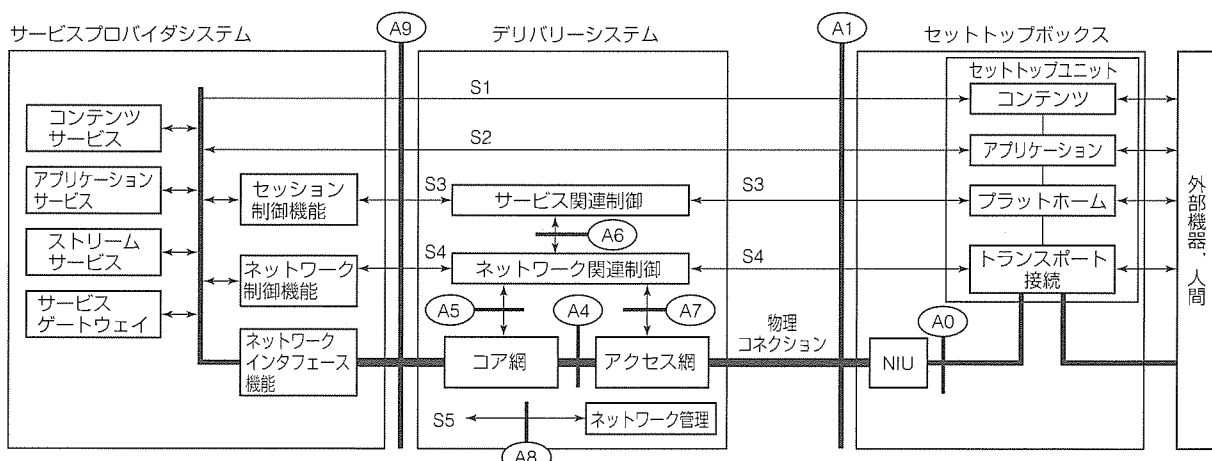 サービスプロバイダシステム
A9
デリバリーシステム
A1
セットトップボックス
セットトップユニット
コンテンツ
サービス
アプリケーション
サービス
ストリーム
サービス
サービス
ゲートウェイ
セッション
制御機能
ネットワーク
制御機能
ネットワーク
インタフェース
機能
S1
S2
S3
サービス関連制御
S3
A6
S4
ネットワーク関連制御
S4
A5
A4
A7
コア網
アクセス網
物理
コネクション
S5
ネットワーク管理
A8
コンテンツ
アプリケーション
プラットホーム
トランスポート
接続
A0
NIU
外部機器,人間